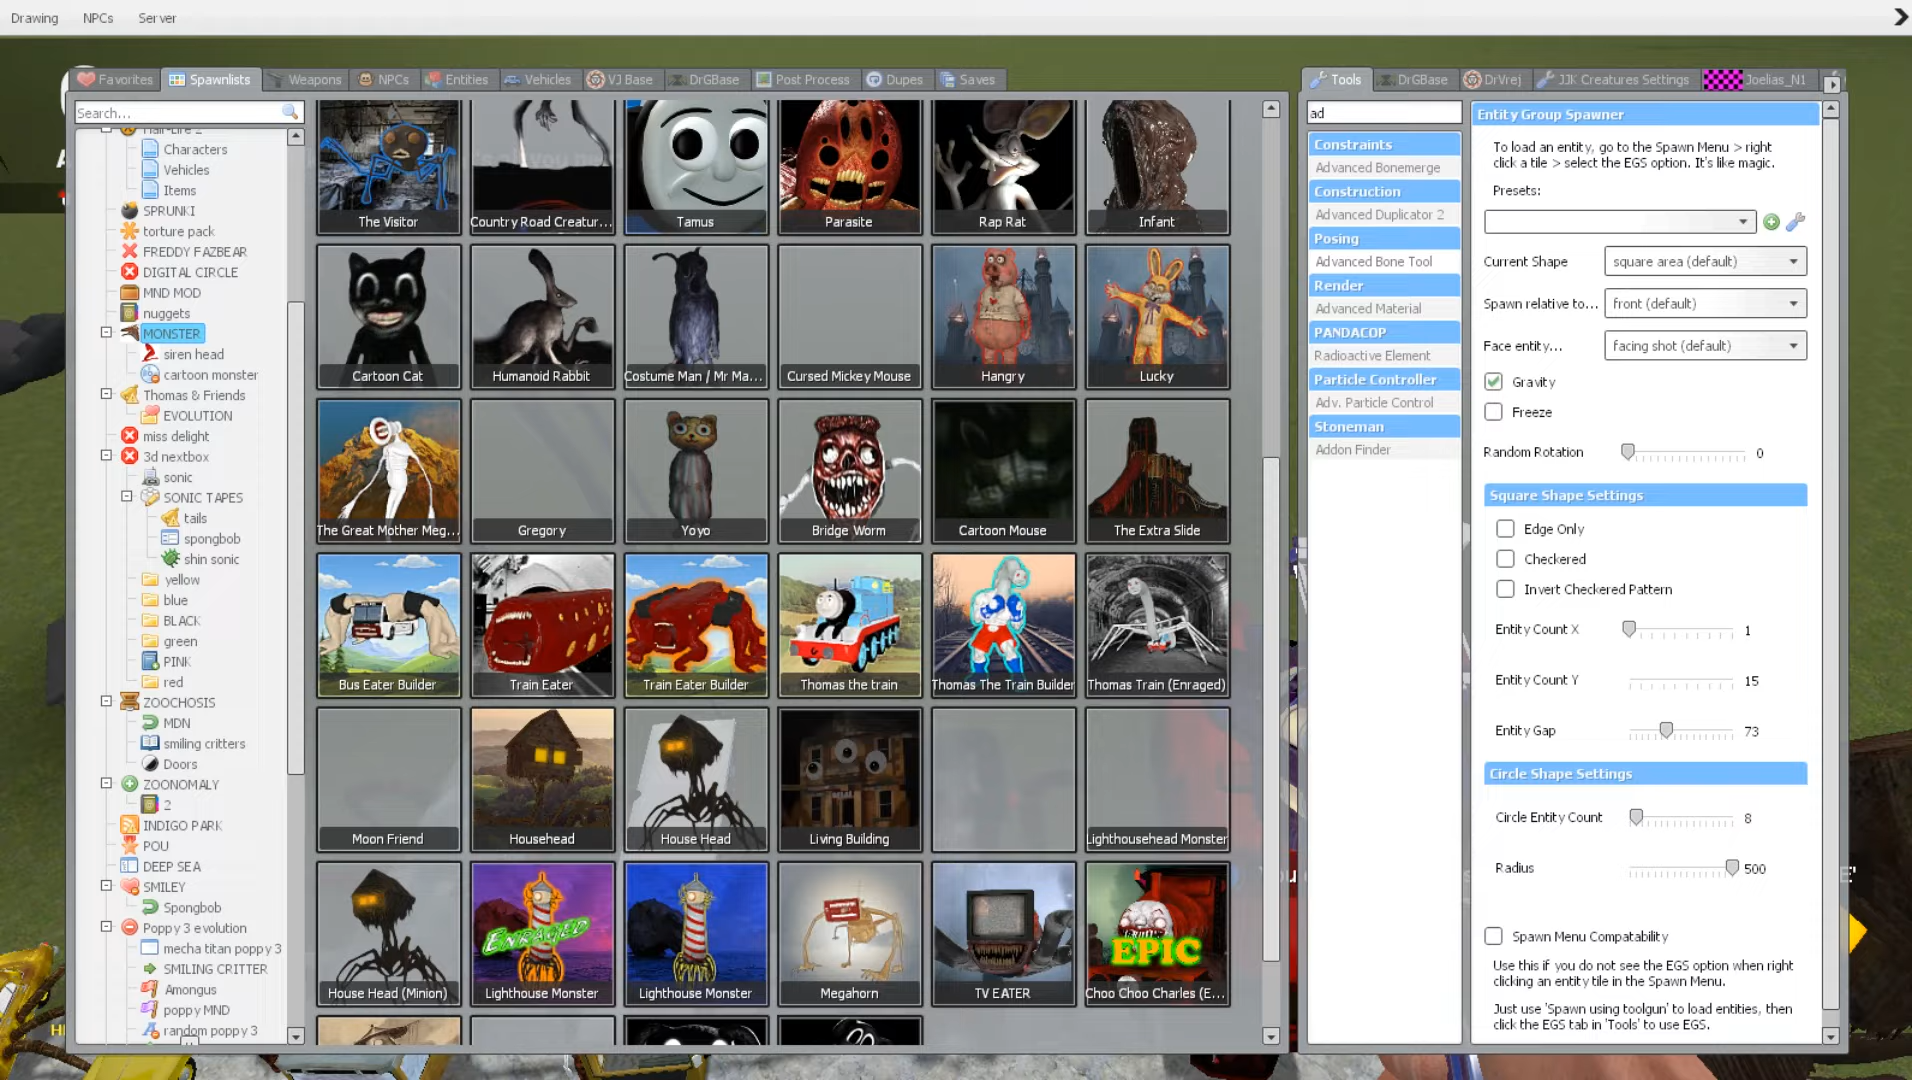 Drawing NPCs Server
Favorites Spawnlists Weapons NPCs Entities Vehicles VJ Base DrGBase Post Process Dupes Saves
Search...
Characters
Vehicles
Items
SPRUNKI
torture pack
FREDDY FAZBEAR
DIGITAL CIRCLE
MND MOD
nuggets
MONSTER
siren head
cartoon monster
Thomas & Friends
EVOLUTION
miss delight
3d nextbox
sonic
SONIC TAPES
tails
spongbob
shin sonic
yellow
blue
BLACK
green
PINK
red
ZOOCHOSIS
MDN
smiling critters
Doors
ZOONOMALY
2
INDIGO PARK
POU
DEEP SEA
SMILEY
Spongbob
Poppy 3 evolution
mecha titan poppy 3
SMILING CRITTER
Amongus
poppy MND
random poppy 3
The Visitor Country Road Creatur... Tamus Parasite Rap Rat Infant
Cartoon Cat Humanoid Rabbit Costume Man / Mr Ma... Cursed Mickey Mouse Hangry Lucky
The Great Mother Meg... Gregory Yoyo Bridge Worm Cartoon Mouse The Extra Slide
Bus Eater Builder Train Eater Train Eater Builder Thomas the train Thomas The Train Builder Thomas Train (Enraged)
Moon Friend Househead House Head Living Building Lighthousehead Monster
ENRAGED
EPIC
House Head (Minion) Lighthouse Monster Lighthouse Monster Megahorn TV EATER Choo Choo Charles (E...
Tools DrGBase DrVrej JJK Creatures Settings Joelias_N1
ad
Constraints
Advanced Bonemerge
Construction
Advanced Duplicator 2
Posing
Advanced Bone Tool
Render
Advanced Material
PANDACOP
Radioactive Element
Particle Controller
Adv. Particle Control
Stoneman
Addon Finder
Entity Group Spawner
To load an entity, go to the Spawn Menu > right
click a tile > select the EGS option. It's like magic.
Presets:
Current Shape square area (default)
Spawn relative to... front (default)
Face entity... facing shot (default)
Gravity
Freeze
Random Rotation 0
Square Shape Settings
Edge Only
Checkered
Invert Checkered Pattern
Entity Count X 1
Entity Count Y 15
Entity Gap 73
Circle Shape Settings
Circle Entity Count 8
Radius 500
Spawn Menu Compatability
Use this if you do not see the EGS option when right
clicking an entity tile in the Spawn Menu.
Just use 'Spawn using toolgun' to load entities, then
click the EGS tab in 'Tools' to use EGS.